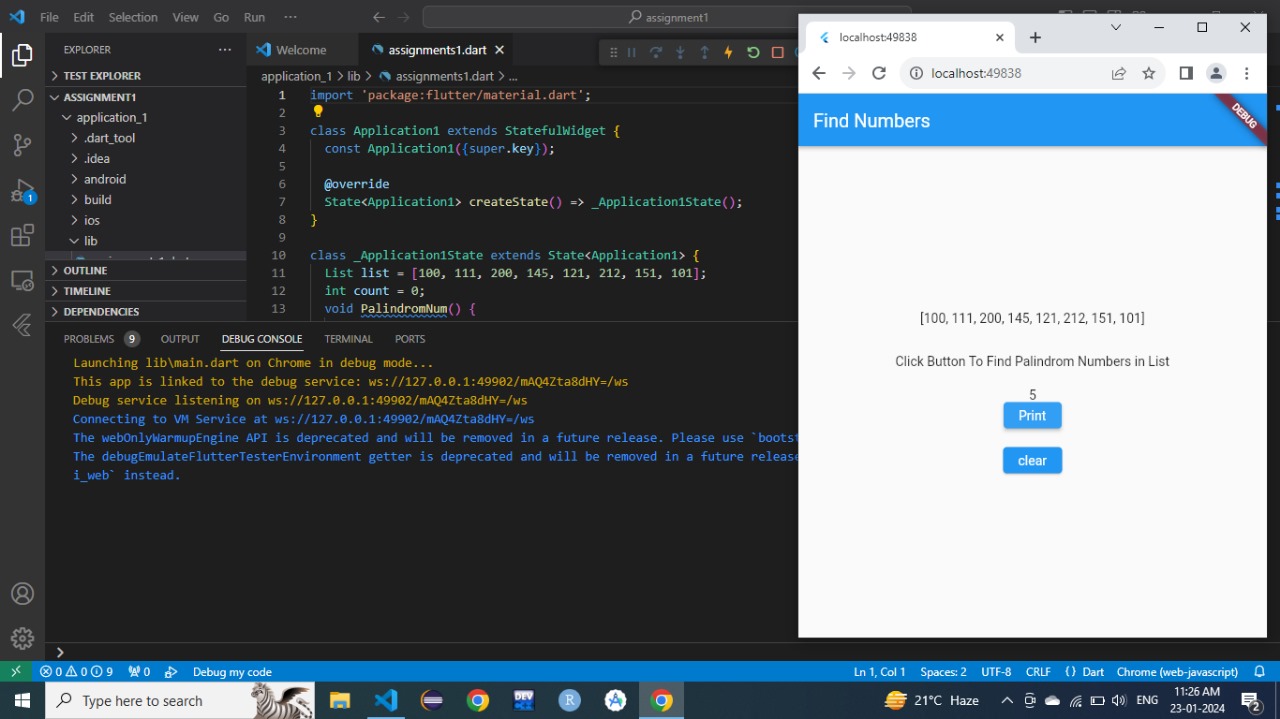 File Edit Selection View Go Run ··· assignment1
EXPLORER ···
TEST EXPLORER
ASSIGNMENT1
application_1
.dart_tool
.idea
android
build
ios
lib
OUTLINE
TIMELINE
DEPENDENCIES
Welcome assignments1.dart
application_1 > lib > assignments1.dart > ...
1 import 'package:flutter/material.dart';
2
3 class Application1 extends StatefulWidget {
4 const Application1({super.key});
5
6 @override
7 State<Application1> createState() => _Application1State();
8 }
9
10 class _Application1State extends State<Application1> {
11 List list = [100, 111, 200, 145, 121, 212, 151, 101];
12 int count = 0;
13 void PalindromNum() {
PROBLEMS 9 OUTPUT DEBUG CONSOLE TERMINAL PORTS
Launching lib\main.dart on Chrome in debug mode...
This app is linked to the debug service: ws://127.0.0.1:49902/mAQ4Zta8dHY=/ws
Debug service listening on ws://127.0.0.1:49902/mAQ4Zta8dHY=/ws
Connecting to VM Service at ws://127.0.0.1:49902/mAQ4Zta8dHY=/ws
The webOnlyWarmupEngine API is deprecated and will be removed in a future release. Please use `bootst
The debugEmulateFlutterTesterEnvironment getter is deprecated and will be removed in a future release
i_web` instead.
1
localhost:49838
localhost:49838
Find Numbers
DEBUG
[100, 111, 200, 145, 121, 212, 151, 101]
Click Button To Find Palindrom Numbers in List
5
Print
clear
0 0 9 0 Debug my code Ln 1, Col 1 Spaces: 2 UTF-8 CRLF {} Dart Chrome (web-javascript)
Type here to search DEV R 21°C Haze ENG 11:26 AM
23-01-2024 2